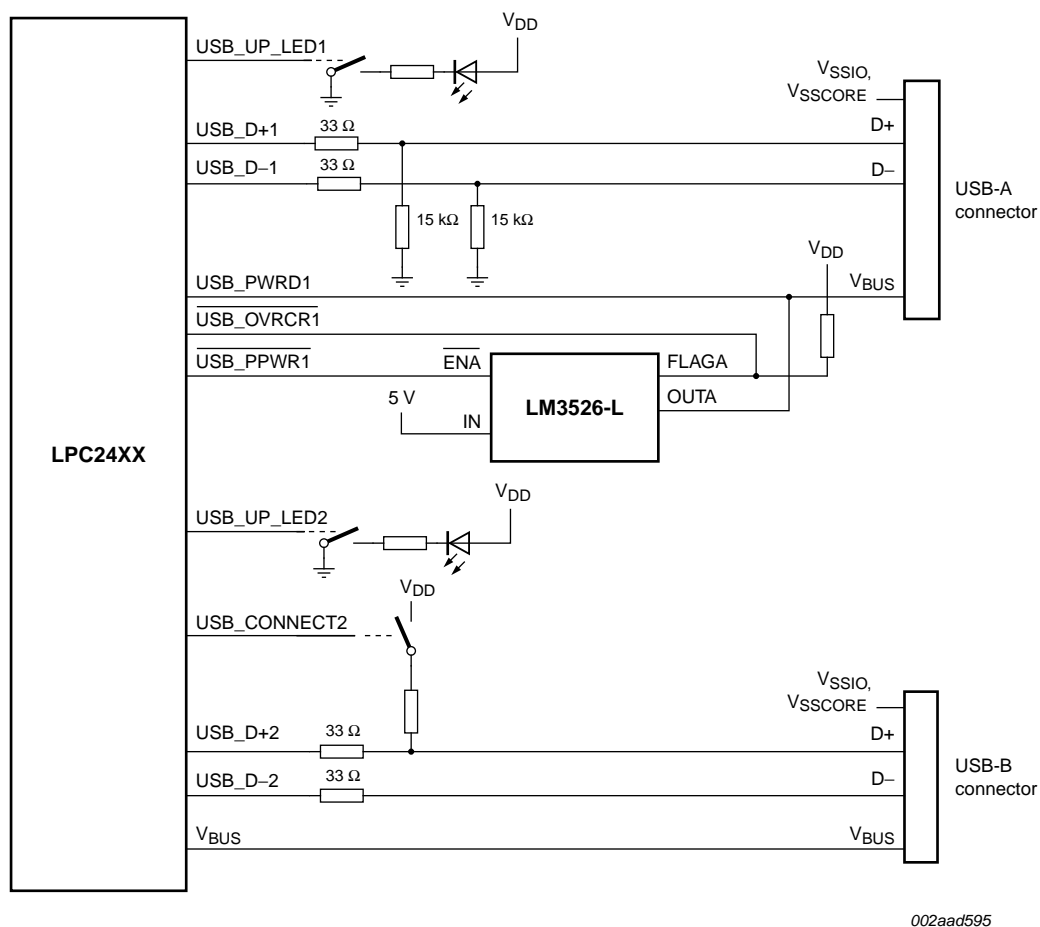 VDD
USB_UP_LED1
VSSIO,
VSSCORE
USB_D+1
33 Ω
D+
USB_D−1
33 Ω
D−
USB-A
connector
15 kΩ
15 kΩ
VDD
USB_PWRD1
VBUS
USB_OVRCR1
USB_PPWR1
ENA
FLAGA
5 V
LM3526-L
OUTA
IN
LPC24XX
VDD
USB_UP_LED2
VDD
USB_CONNECT2
VSSIO,
VSSCORE
USB_D+2
33 Ω
D+
USB_D−2
33 Ω
D−
USB-B
connector
VBUS
VBUS
002aad595